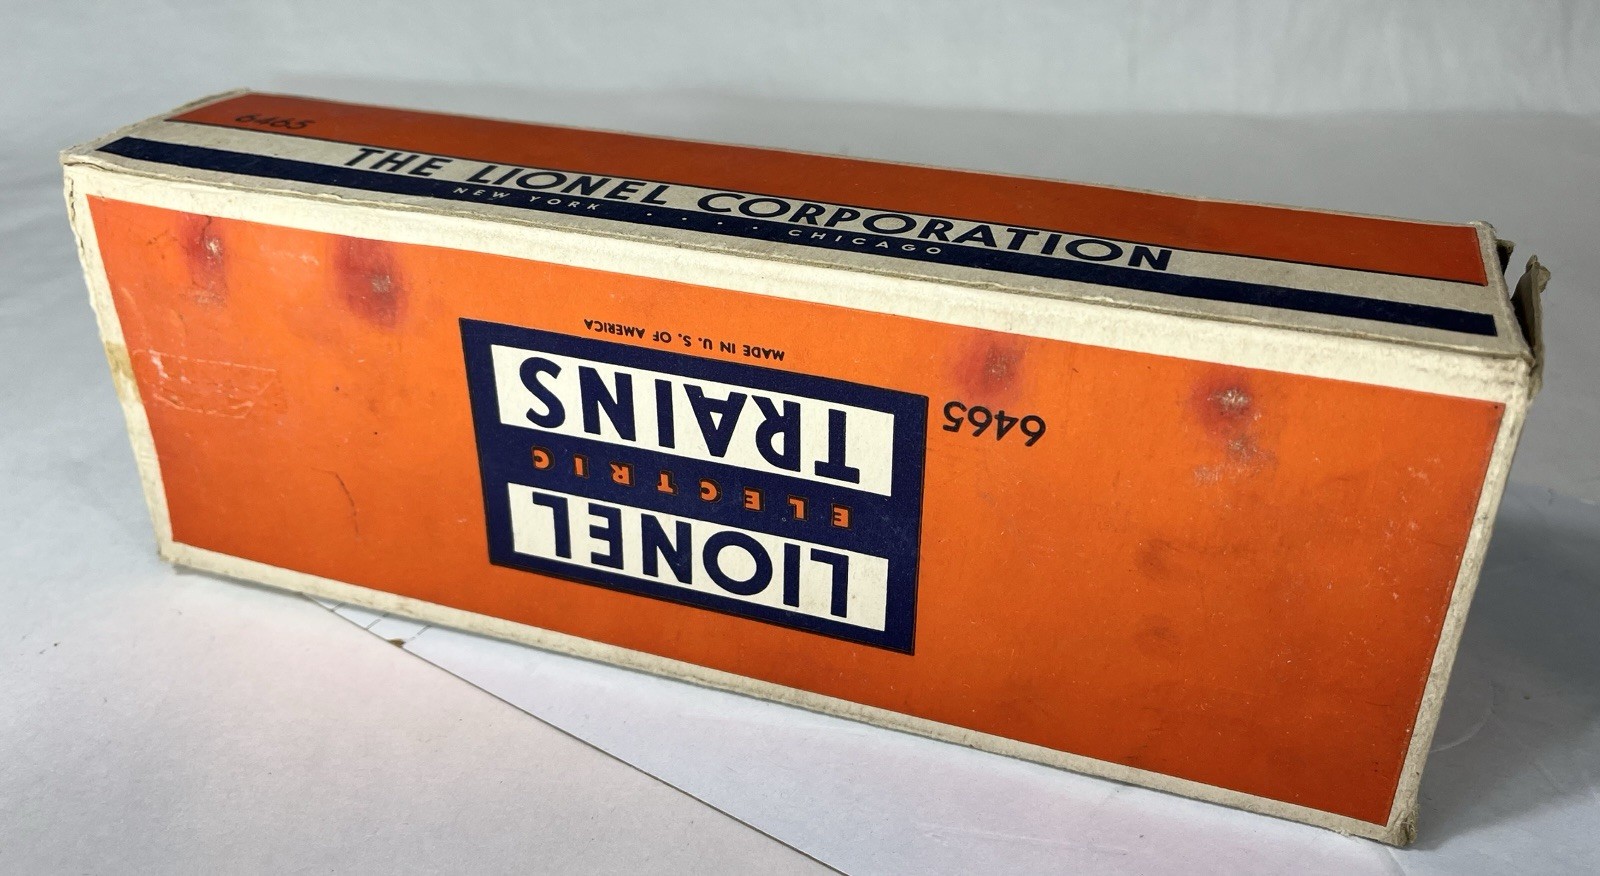 6465
THE LIONEL CORPORATION
NEW YORK . . . . CHICAGO
LIONEL
ELECTRIC
TRAINS
MADE IN U. S. OF AMERICA
6465